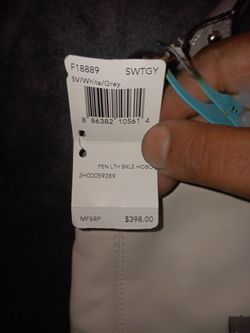 F18889 SWTGY
SV/White/Grey
8 86382 10561 4
PEN LTH BKLE HOBO
3H00059389
MFSRP $398.00